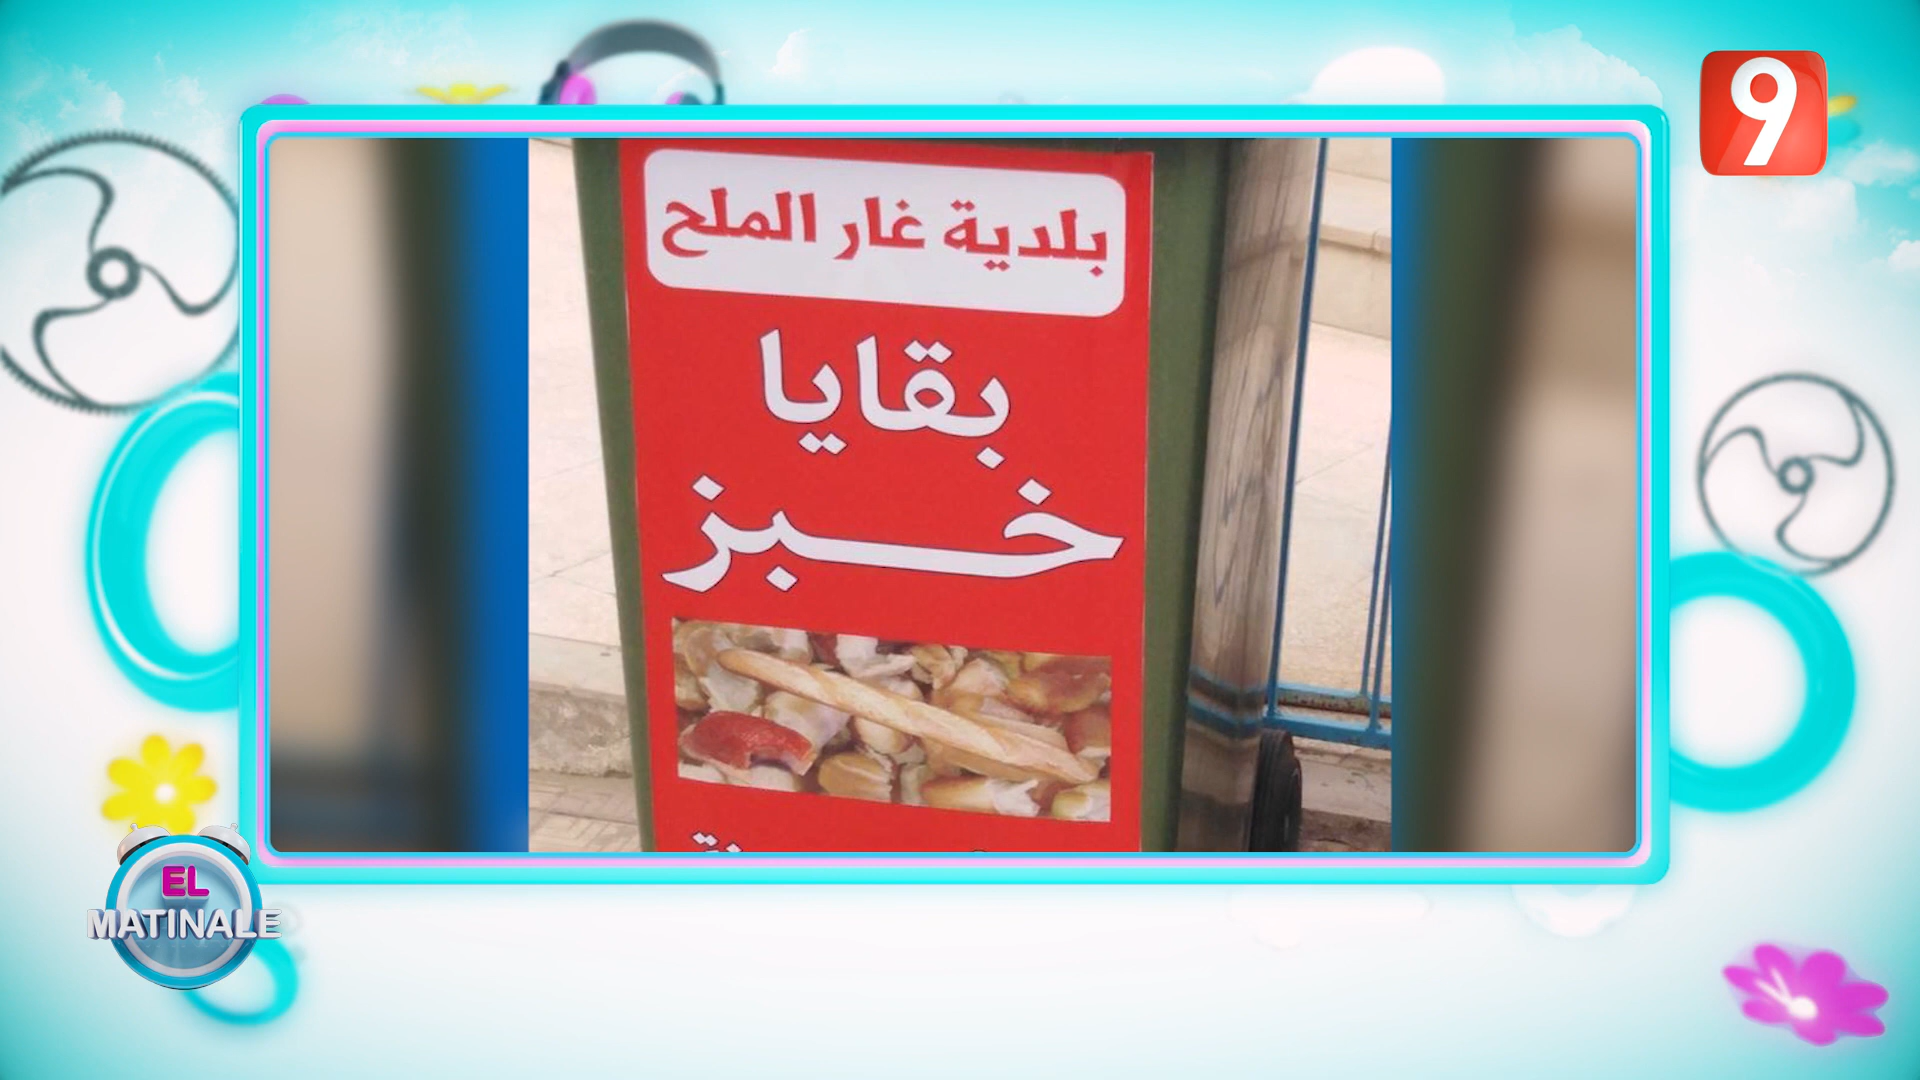 9
بلدية غار الملح
بقايا
خبز
EL
MATINALE